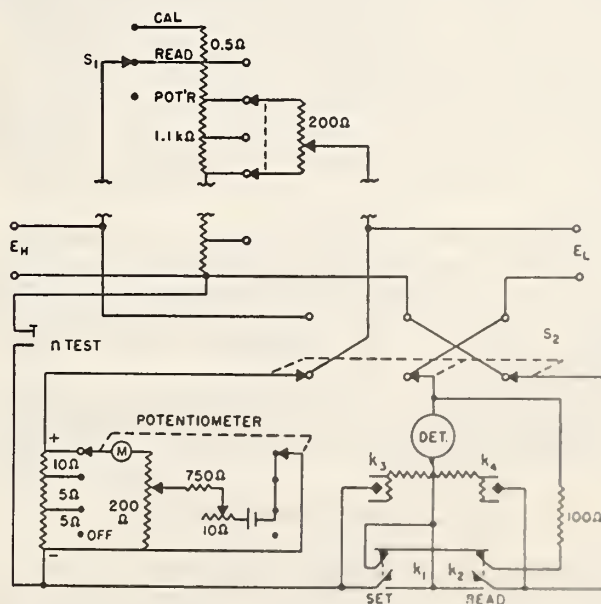 CAL
0.5Ω
S1
READ
POT'R
200Ω
1.1kΩ
EH
EL
n TEST
S2
POTENTIOMETER
+
M
DET.
10Ω
750Ω
k3
k4
5Ω
200
Ω
5Ω
10Ω
100Ω
OFF
−
k1
k2
SET
READ